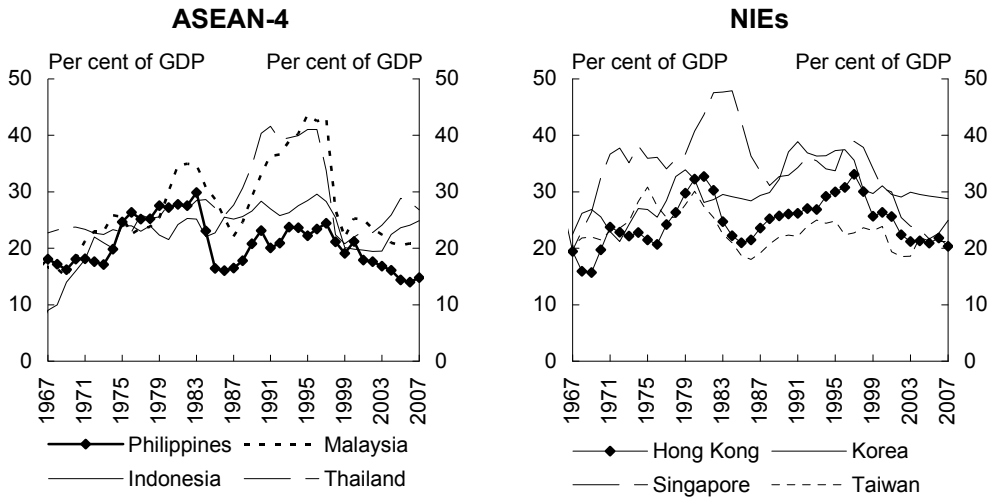 ASEAN-4
Per cent of GDP Per cent of GDP
50 50
40 40
30 30
20 20
10 10
0 0
1967 1971 1975 1979 1983 1987 1991 1995 1999 2003 2007
Philippines Malaysia
Indonesia Thailand
NIEs
Per cent of GDP Per cent of GDP
50 50
40 40
30 30
20 20
10 10
0 0
1967 1971 1975 1979 1983 1987 1991 1995 1999 2003 2007
Hong Kong Korea
Singapore Taiwan